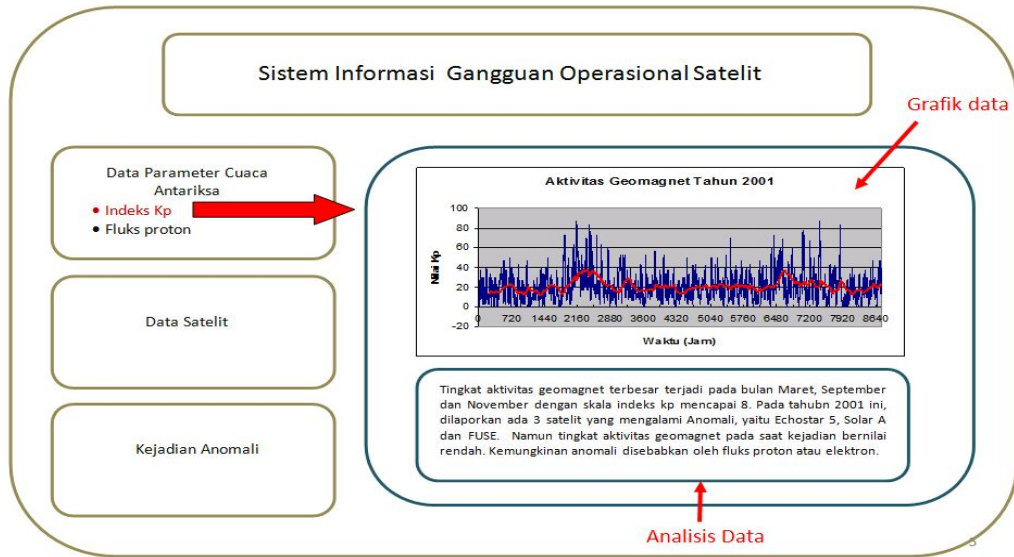 Sistem Informasi Gangguan Operasional Satelit
Grafik data
Data Parameter Cuaca
Antariksa
• Indeks Kp
• Fluks proton
Data Satelit
Kejadian Anomali
Aktivitas Geomagnet Tahun 2001
100
80
60
40
20
0
-20
Nilai Kp
0 720 1440 2160 2880 3600 4320 5040 5760 6480 7200 7920 8640
Waktu (Jam)
Tingkat aktivitas geomagnet terbesar terjadi pada bulan Maret, September
dan November dengan skala indeks kp mencapai 8. Pada tahubn 2001 ini,
dilaporkan ada 3 satelit yang mengalami Anomali, yaitu Echostar 5, Solar A
dan FUSE. Namun tingkat aktivitas geomagnet pada saat kejadian bernilai
rendah. Kemungkinan anomali disebabkan oleh fluks proton atau elektron.
Analisis Data